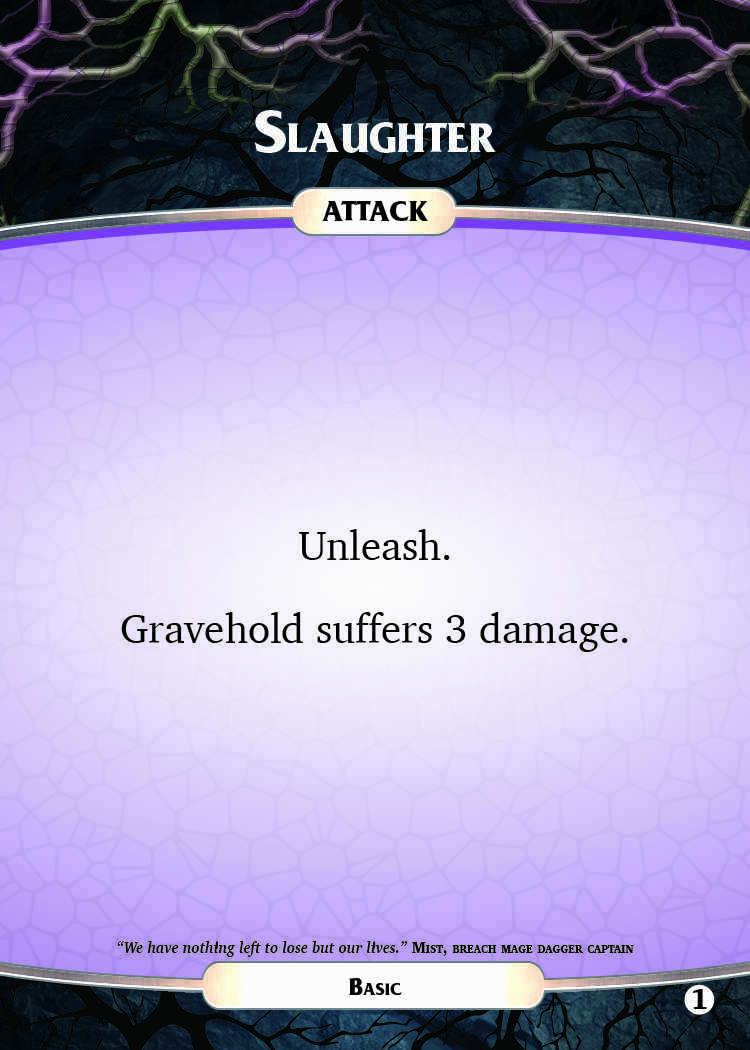 Slaughter
ATTACK
Unleash.
Gravehold suffers 3 damage.
“We have nothing left to lose but our lives.” Mist, breach mage dagger captain
Basic
1